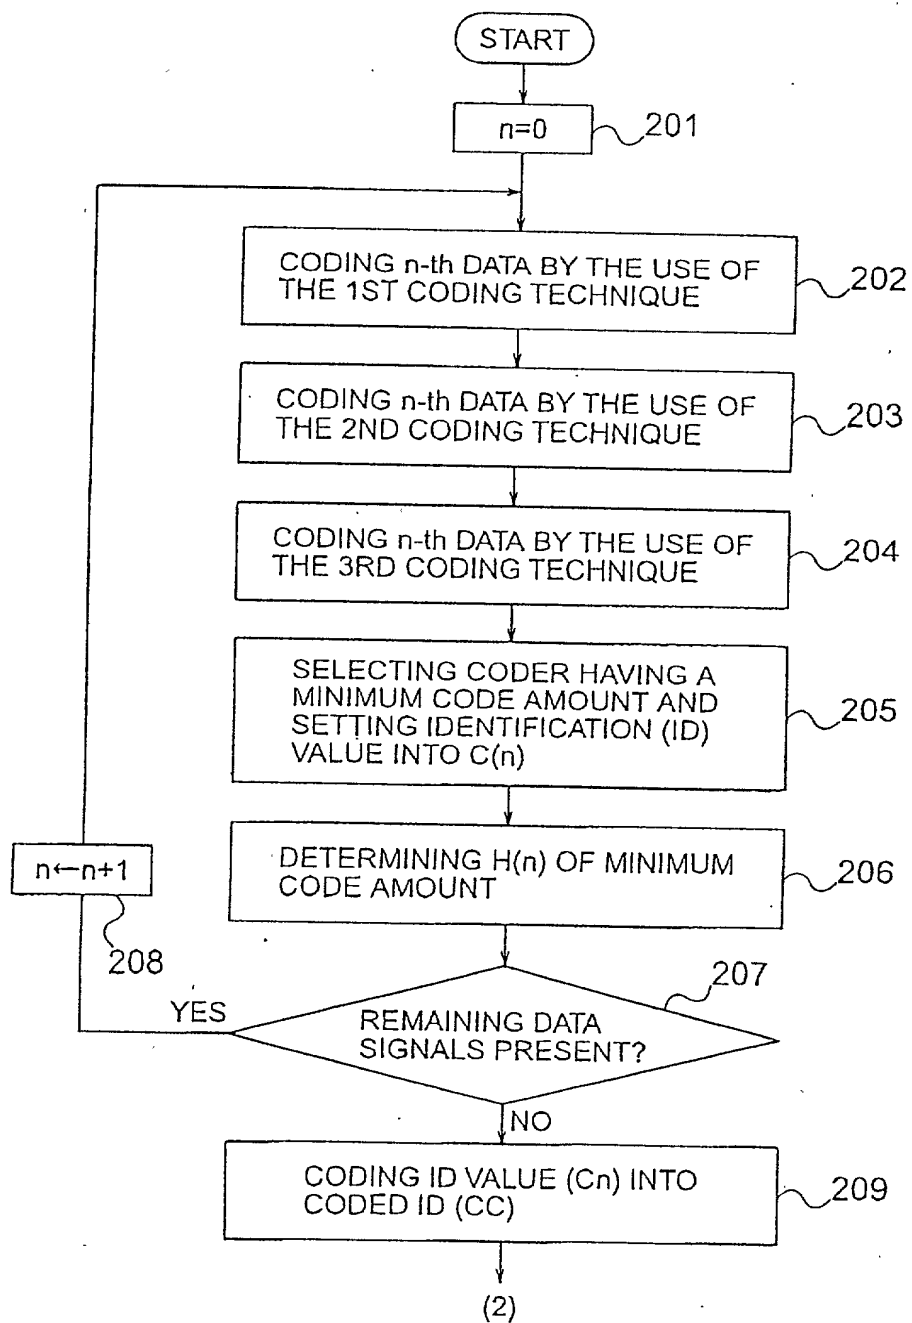 START
n=0
201
CODING n-th DATA BY THE USE OF
THE 1ST CODING TECHNIQUE
202
CODING n-th DATA BY THE USE OF
THE 2ND CODING TECHNIQUE
203
CODING n-th DATA BY THE USE OF
THE 3RD CODING TECHNIQUE
204
SELECTING CODER HAVING A
MINIMUM CODE AMOUNT AND
SETTING IDENTIFICATION (ID)
VALUE INTO C(n)
205
DETERMINING H(n) OF MINIMUM
CODE AMOUNT
206
n←n+1
208
207
YES
REMAINING DATA
SIGNALS PRESENT?
NO
CODING ID VALUE (Cn) INTO
CODED ID (CC)
209
(2)